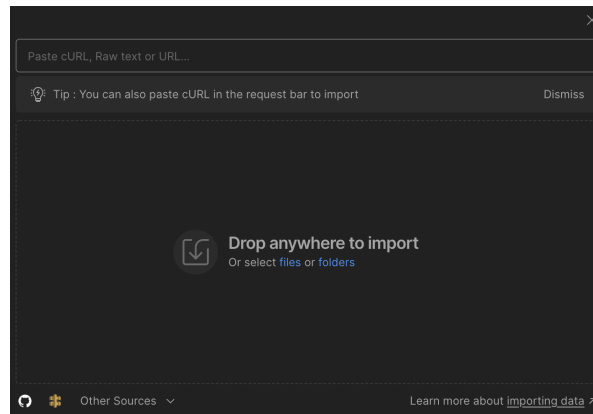 Paste cURL, Raw text or URL...
Tip : You can also paste cURL in the request bar to import
Dismiss
Drop anywhere to import
Or select files or folders
Other Sources
Learn more about importing data